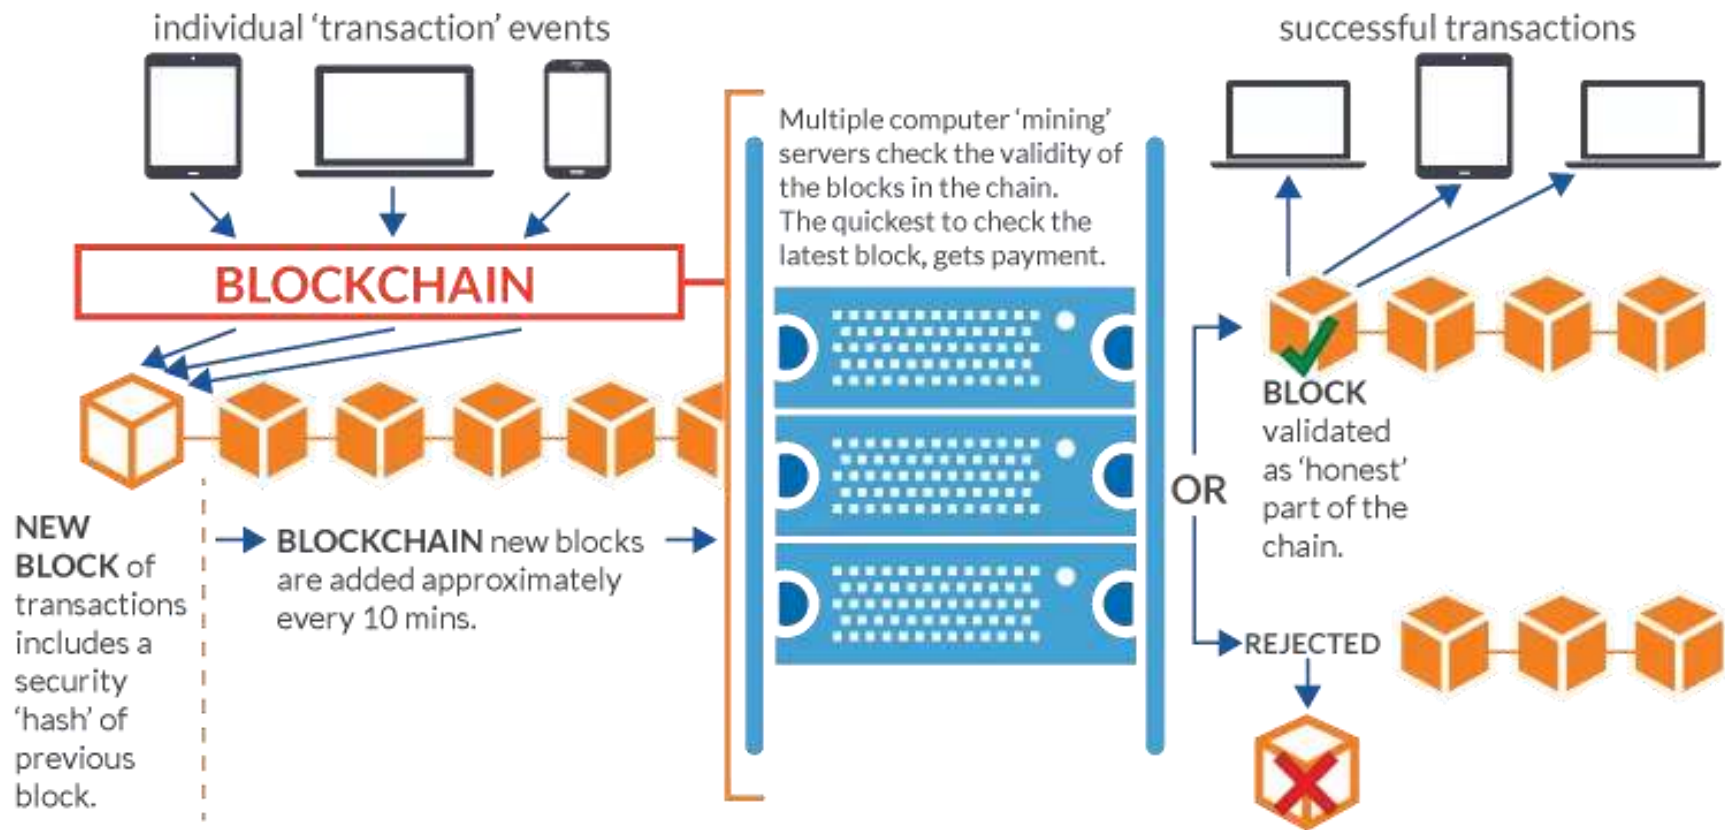 individual ‘transaction’ events
BLOCKCHAIN
NEW
BLOCK of
transactions
includes a
security
‘hash’ of
previous
block.
BLOCKCHAIN new blocks
are added approximately
every 10 mins.
Multiple computer ‘mining’
servers check the validity of
the blocks in the chain.
The quickest to check the
latest block, gets payment.
OR
successful transactions
BLOCK
validated
as ‘honest’
part of the
chain.
REJECTED